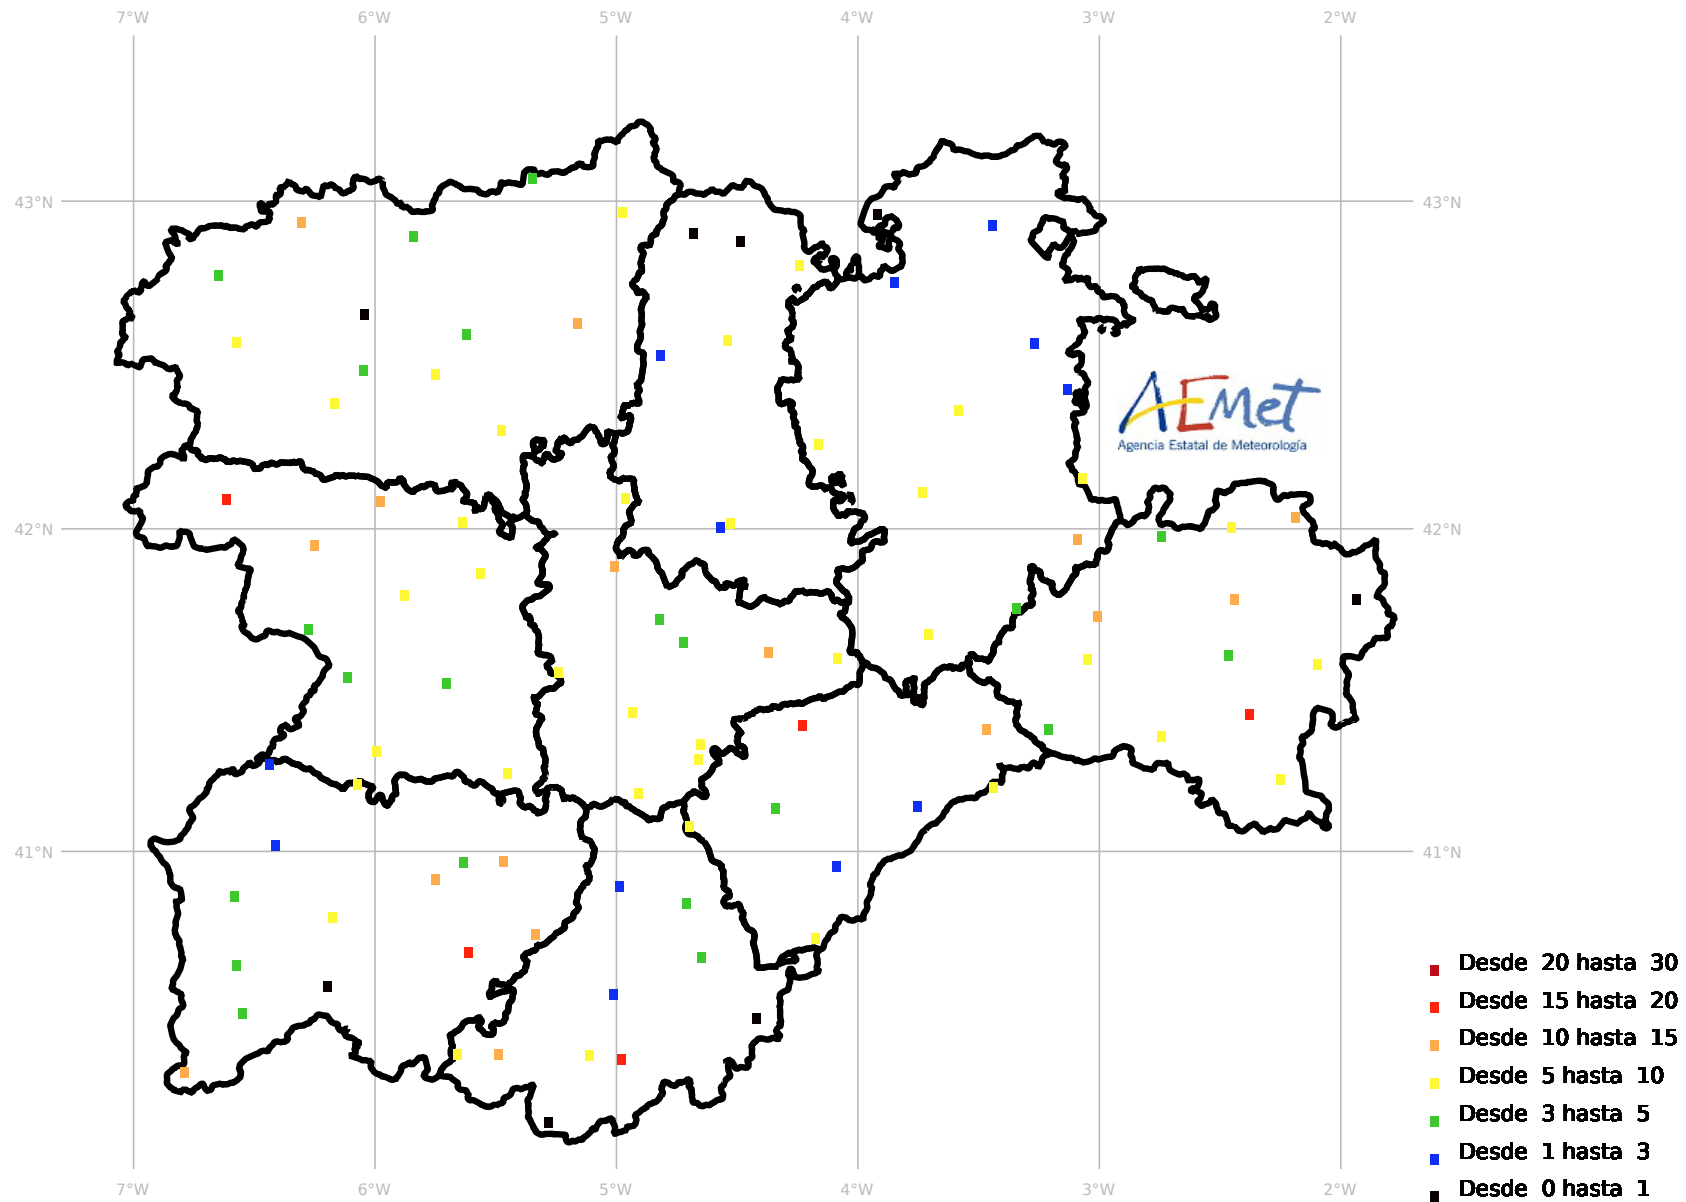 7°W 6°W 5°W 4°W 3°W 2°W
43°N 43°N
AEMet
Agencia Estatal de Meteorología
42°N 42°N
41°N 41°N
Desde 20 hasta 30
Desde 15 hasta 20
Desde 10 hasta 15
Desde 5 hasta 10
Desde 3 hasta 5
Desde 1 hasta 3
Desde 0 hasta 1
7°W 6°W 5°W 4°W 3°W 2°W